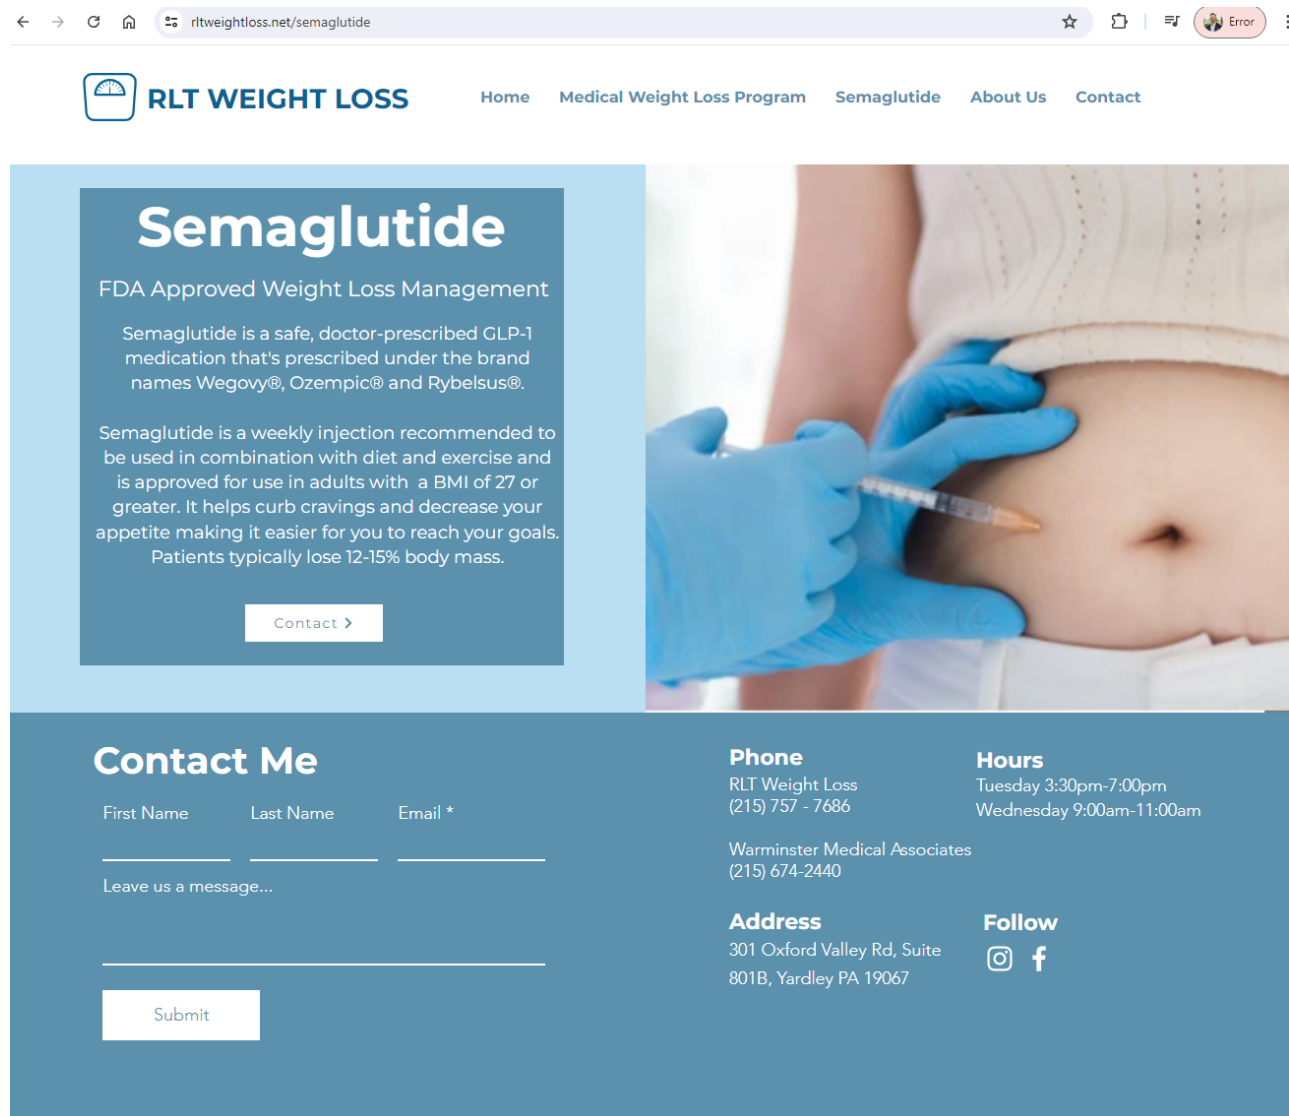 rltweightloss.net/semaglutide
Error
RLT WEIGHT LOSS
Home Medical Weight Loss Program Semaglutide About Us Contact
Semaglutide
FDA Approved Weight Loss Management
Semaglutide is a safe, doctor-prescribed GLP-1
medication that's prescribed under the brand
names Wegovy®, Ozempic® and Rybelsus®.
Semaglutide is a weekly injection recommended to
be used in combination with diet and exercise and
is approved for use in adults with  a BMI of 27 or
greater. It helps curb cravings and decrease your
appetite making it easier for you to reach your goals.
Patients typically lose 12-15% body mass.
Contact >
Contact Me
First Name Last Name Email *
Leave us a message...
Submit
Phone
RLT Weight Loss
(215) 757 - 7686
Warminster Medical Associates
(215) 674-2440
Address
301 Oxford Valley Rd, Suite
801B, Yardley PA 19067
Hours
Tuesday 3:30pm-7:00pm
Wednesday 9:00am-11:00am
Follow